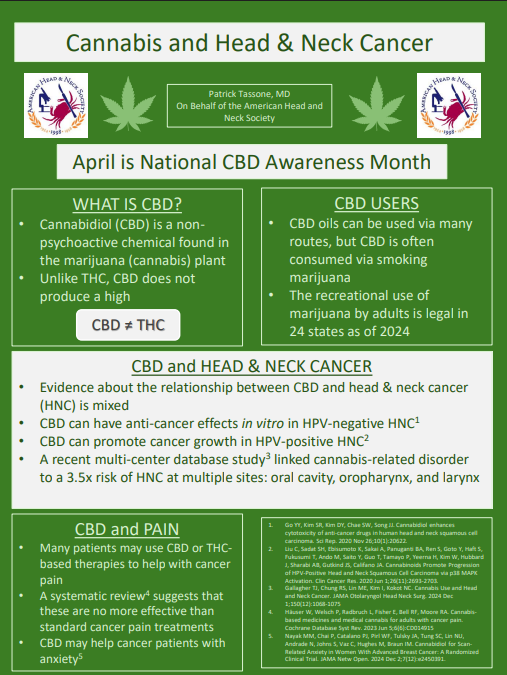 Cannabis and Head & Neck Cancer
AMERICAN HEAD & NECK SOCIETY
1998
Patrick Tassone, MD
On Behalf of the American Head and
Neck Society
AMERICAN HEAD & NECK SOCIETY
1998
April is National CBD Awareness Month
WHAT IS CBD?
• Cannabidiol (CBD) is a non-
psychoactive chemical found in
the marijuana (cannabis) plant
• Unlike THC, CBD does not
produce a high
CBD ≠ THC
CBD USERS
• CBD oils can be used via many
routes, but CBD is often
consumed via smoking
marijuana
• The recreational use of
marijuana by adults is legal in
24 states as of 2024
CBD and HEAD & NECK CANCER
• Evidence about the relationship between CBD and head & neck cancer
(HNC) is mixed
• CBD can have anti-cancer effects in vitro in HPV-negative HNC¹
• CBD can promote cancer growth in HPV-positive HNC²
• A recent multi-center database study³ linked cannabis-related disorder
to a 3.5x risk of HNC at multiple sites: oral cavity, oropharynx, and larynx
CBD and PAIN
• Many patients may use CBD or THC-
based therapies to help with cancer
pain
• A systematic review⁴ suggests that
these are no more effective than
standard cancer pain treatments
• CBD may help cancer patients with
anxiety⁵
1. Go YY, Kim SR, Kim DY, Chae SW, Song JJ. Cannabidiol enhances
cytotoxicity of anti-cancer drugs in human head and neck squamous cell
carcinoma. Sci Rep. 2020 Nov 26;10(1):20622.
2. Liu C, Sadat SH, Ebisumoto K, Sakai A, Panuganti BA, Ren S, Goto Y, Haft S,
Fukusumi T, Ando M, Saito Y, Guo T, Tamayo P, Yeerna H, Kim W, Hubbard
J, Sharabi AB, Gutkind JS, Califano JA. Cannabinoids Promote Progression
of HPV-Positive Head and Neck Squamous Cell Carcinoma via p38 MAPK
Activation. Clin Cancer Res. 2020 Jun 1;26(11):2693-2703.
3. Gallagher TJ, Chung RS, Lin ME, Kim I, Kokot NC. Cannabis Use and Head
and Neck Cancer. JAMA Otolaryngol Head Neck Surg. 2024 Dec
1;150(12):1068-1075
4. Häuser W, Welsch P, Radbruch L, Fisher E, Bell RF, Moore RA. Cannabis-
based medicines and medical cannabis for adults with cancer pain.
Cochrane Database Syst Rev. 2023 Jun 5;6(6):CD014915
5. Nayak MM, Chai P, Catalano PJ, Pirl WF, Tulsky JA, Tung SC, Lin NU,
Andrade N, Johns S, Vaz C, Hughes M, Braun IM. Cannabidiol for Scan-
Related Anxiety in Women With Advanced Breast Cancer: A Randomized
Clinical Trial. JAMA Netw Open. 2024 Dec 2;7(12):e2450391.